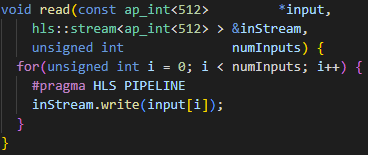 void read(const ap_int<512>        *input,
    hls::stream<ap_int<512> > &inStream,
    unsigned int              numInputs) {
  for(unsigned int i = 0; i < numInputs; i++) {
    #pragma HLS PIPELINE
    inStream.write(input[i]);
  }
}